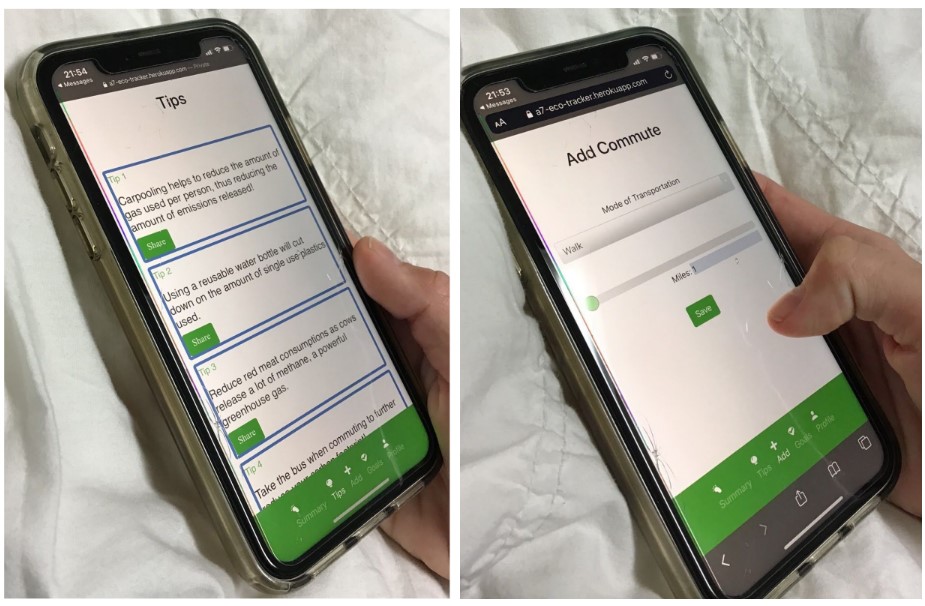 21:54
Messages
a7-eco-tracker.herokuapp.com — Private
Tips
Tip 1
Carpooling helps to reduce the amount of
gas used per person, thus reducing the
amount of emissions released!
Share
Tip 2
Using a reusable water bottle will cut
down on the amount of single use plastics
used.
Share
Tip 3
Reduce red meat consumptions as cows
release a lot of methane, a powerful
greenhouse gas.
Share
Tip 4
Take the bus when commuting to further
Summary Tips Add Goals Profile
21:53
Messages
AA a7-eco-tracker.herokuapp.com
Add Commute
Mode of Transportation
Walk
Miles:
Save
Summary Tips Add Goals Profile